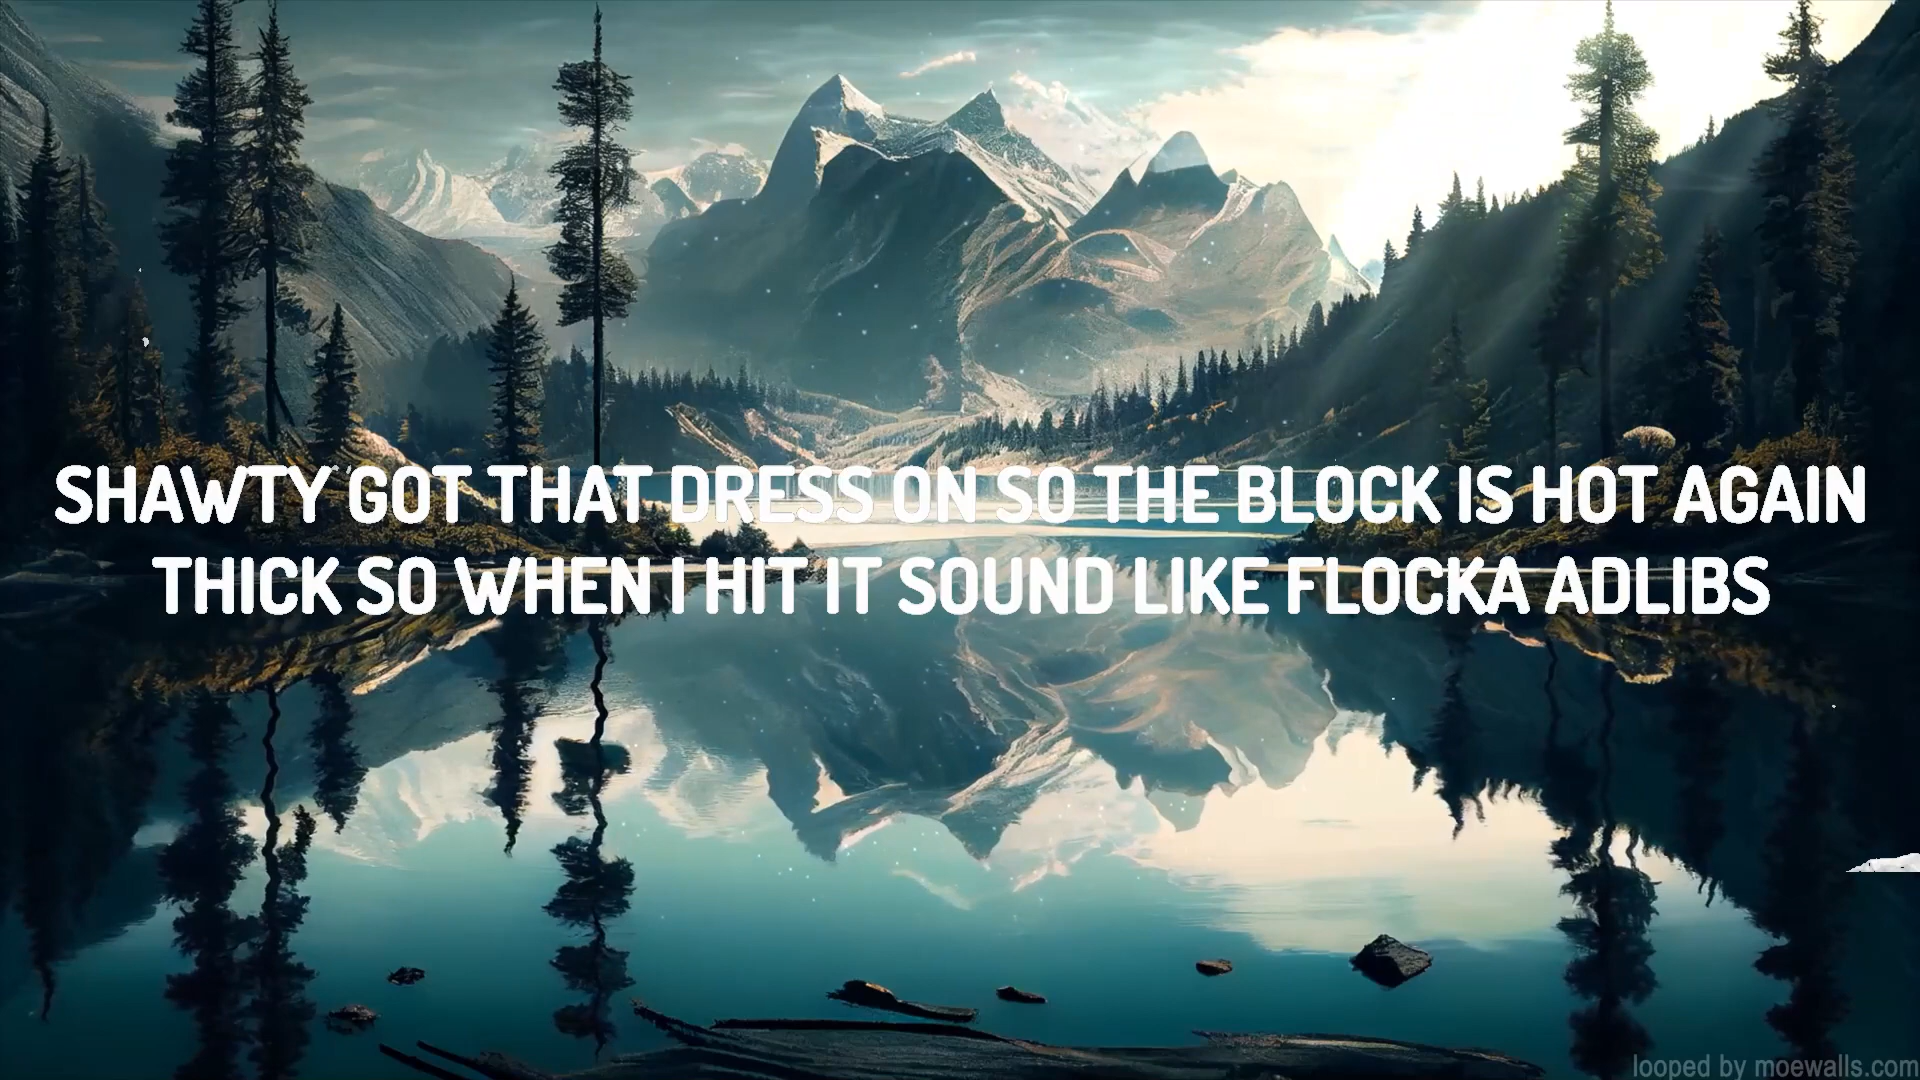 SHAWTY GOT THAT DRESS ON SO THE BLOCK IS HOT AGAIN
THICK SO WHEN I HIT IT SOUND LIKE FLOCKA ADLIBS
looped by moewalls.com